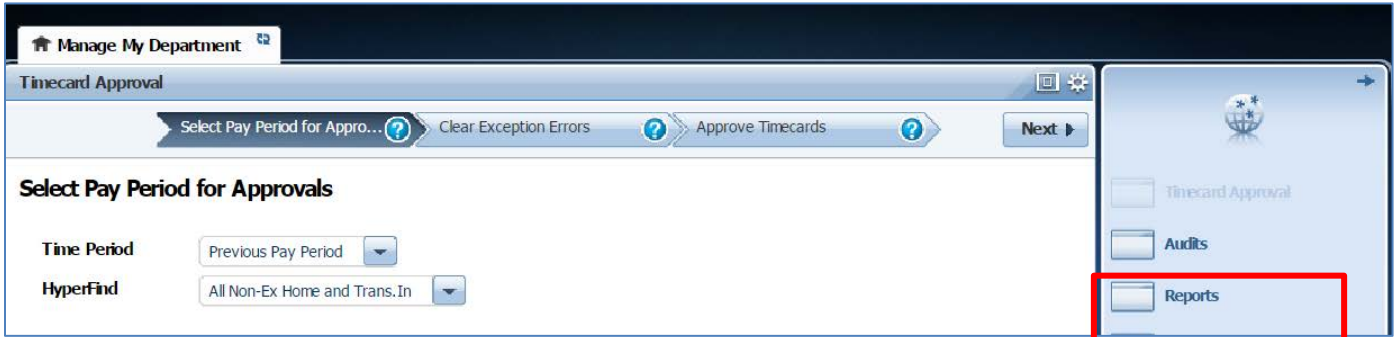 Manage My Department
Timecard Approval
Select Pay Period for Appro... ? Clear Exception Errors ? Approve Timecards ? Next
Select Pay Period for Approvals
Time Period Previous Pay Period
HyperFind All Non-Ex Home and Trans.In
Timecard Approval
Audits
Reports